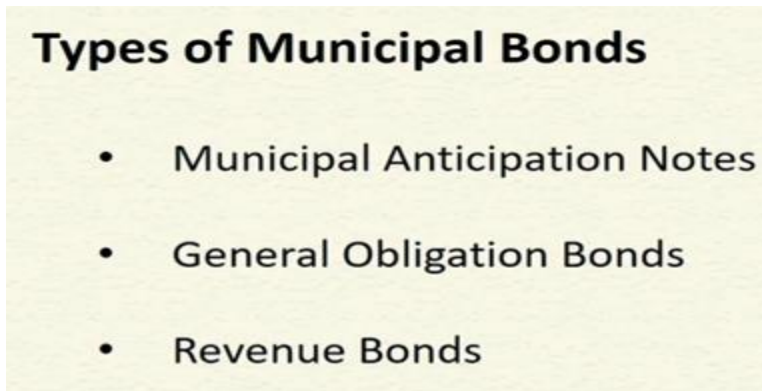 Types of Municipal Bonds
• Municipal Anticipation Notes
• General Obligation Bonds
• Revenue Bonds